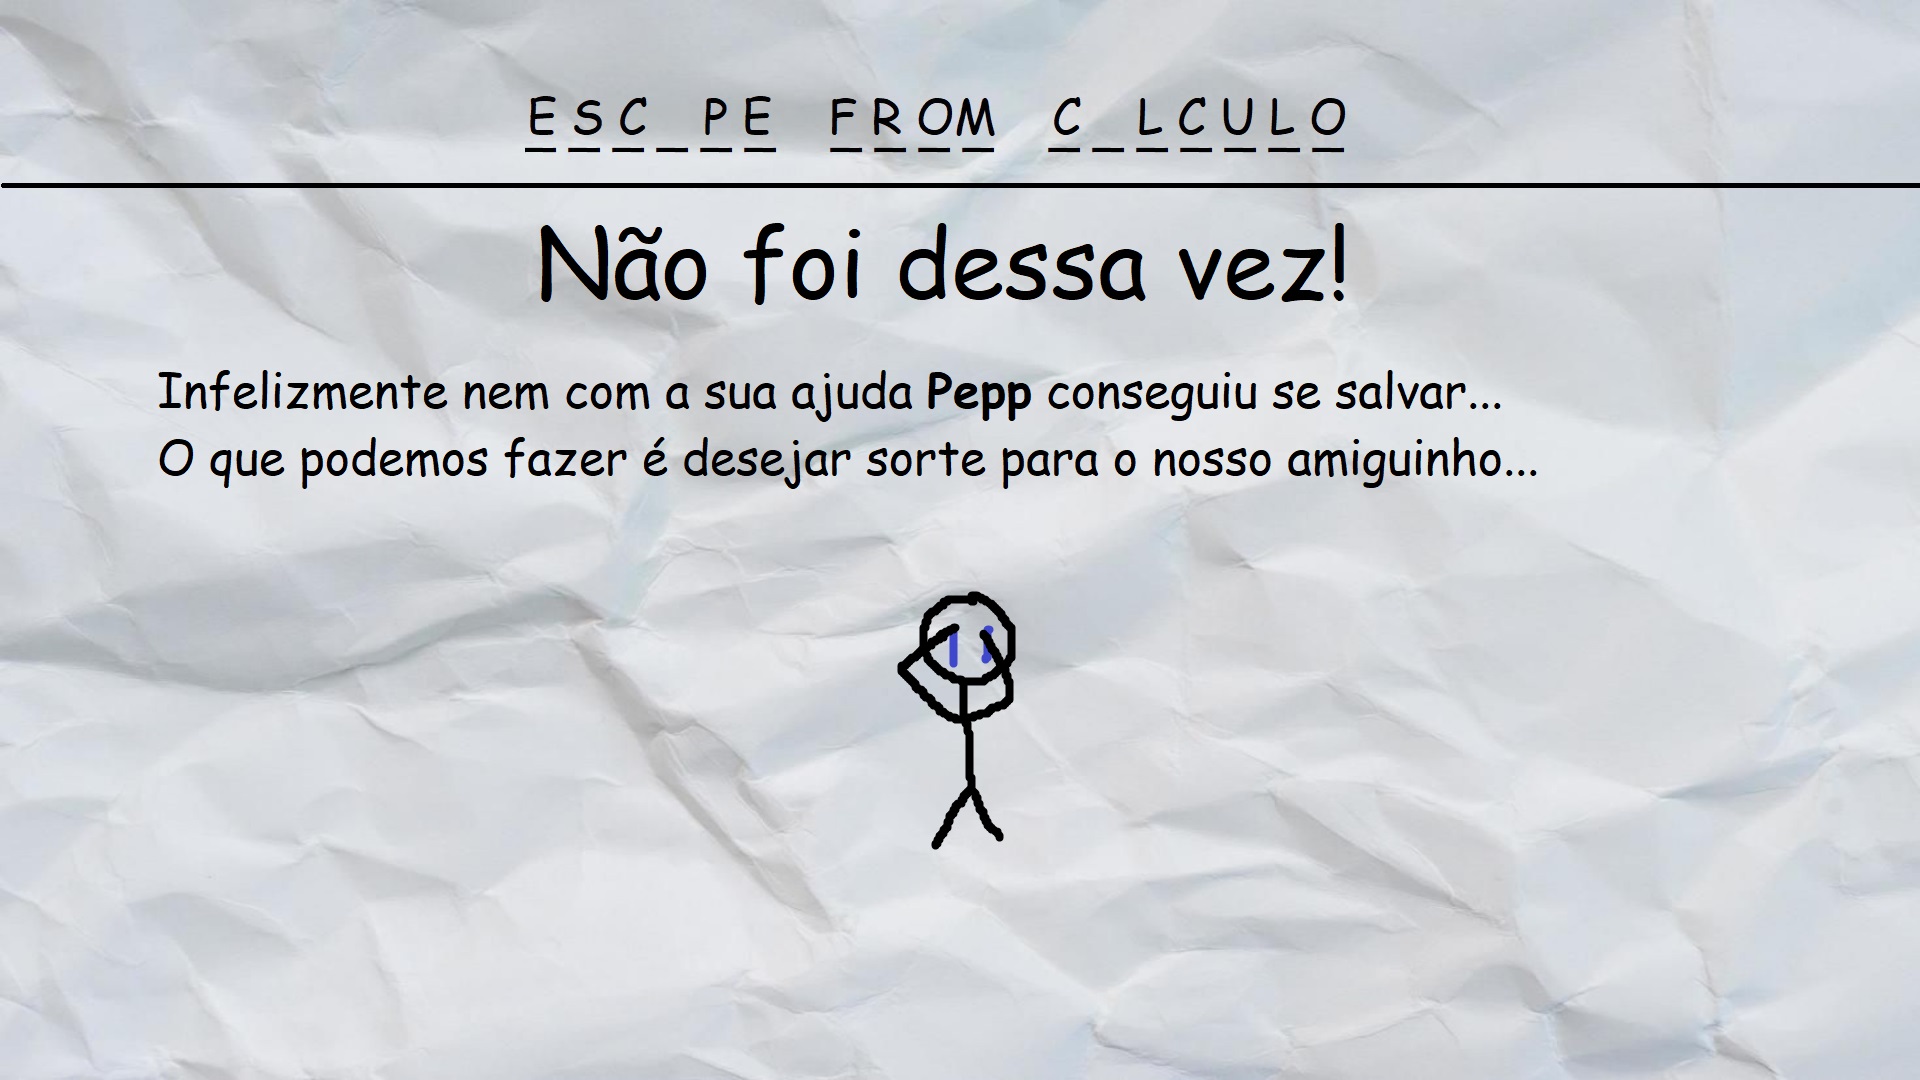 E S C _ P E  F R O M  C _ L C U L O
Não foi dessa vez!
Infelizmente nem com a sua ajuda Pepp conseguiu se salvar...
O que podemos fazer é desejar sorte para o nosso amiguinho...